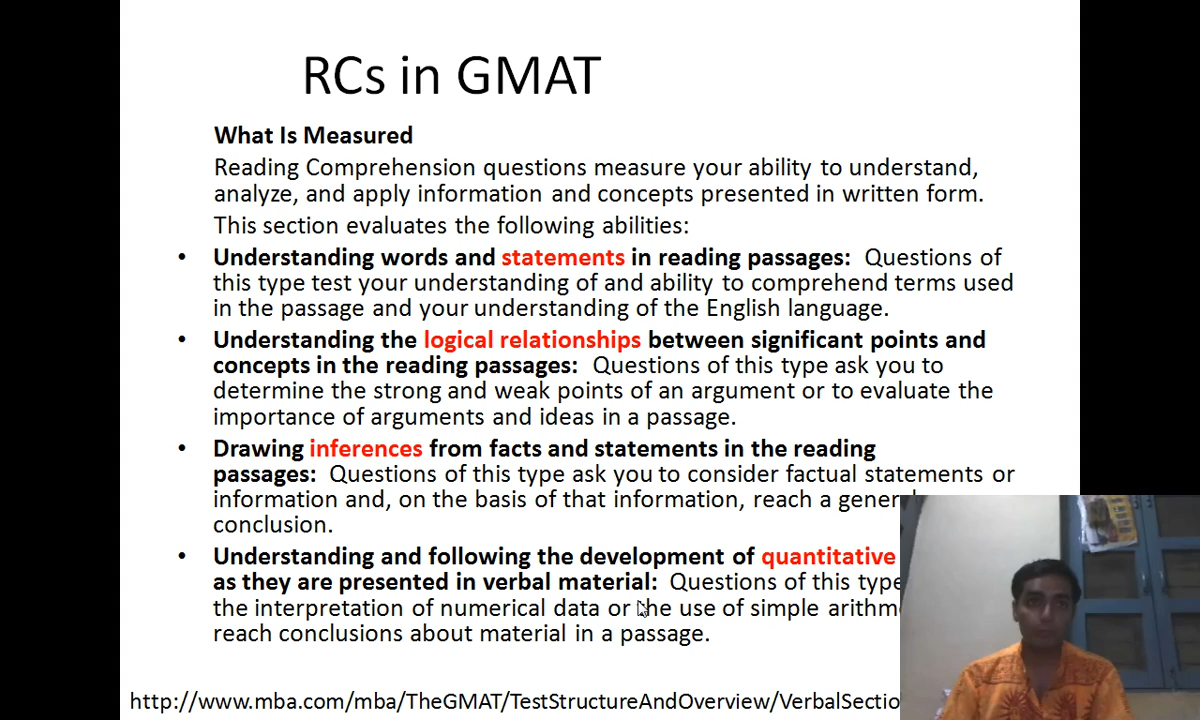 RCs in GMAT
What Is Measured
Reading Comprehension questions measure your ability to understand,
analyze, and apply information and concepts presented in written form.
This section evaluates the following abilities:
• Understanding words and statements in reading passages: Questions of
this type test your understanding of and ability to comprehend terms used
in the passage and your understanding of the English language.
• Understanding the logical relationships between significant points and
concepts in the reading passages: Questions of this type ask you to
determine the strong and weak points of an argument or to evaluate the
importance of arguments and ideas in a passage.
• Drawing inferences from facts and statements in the reading
passages: Questions of this type ask you to consider factual statements or
information and, on the basis of that information, reach a general
conclusion.
• Understanding and following the development of quantitative
as they are presented in verbal material: Questions of this type
the interpretation of numerical data or the use of simple
reach conclusions about material in a passage.
http://www.mba.com/mba/TheGMAT/TestStructureAndOverview/VerbalSectio